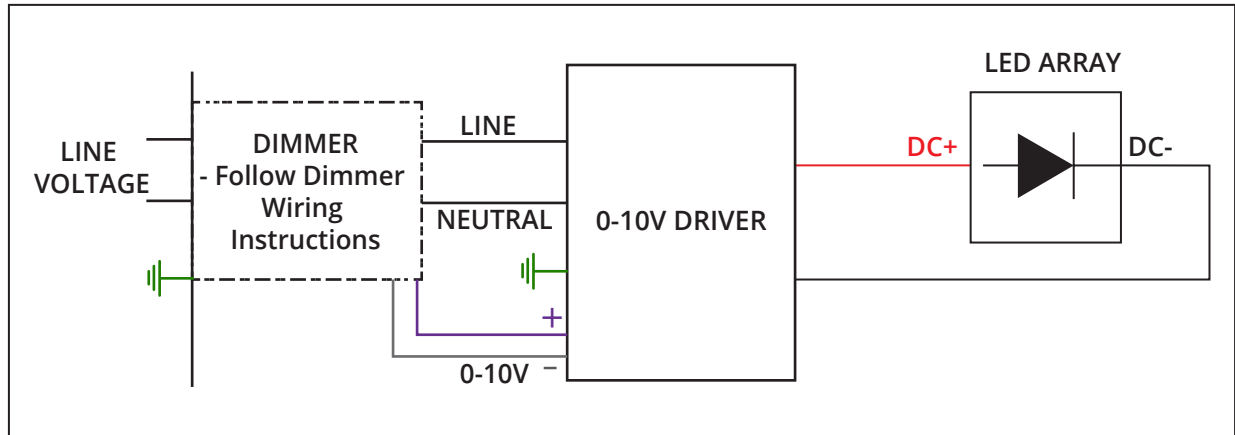 LED ARRAY
LINE
VOLTAGE
DIMMER
- Follow Dimmer
Wiring
Instructions
LINE
NEUTRAL
+
0-10V −
0-10V DRIVER
DC+
DC-